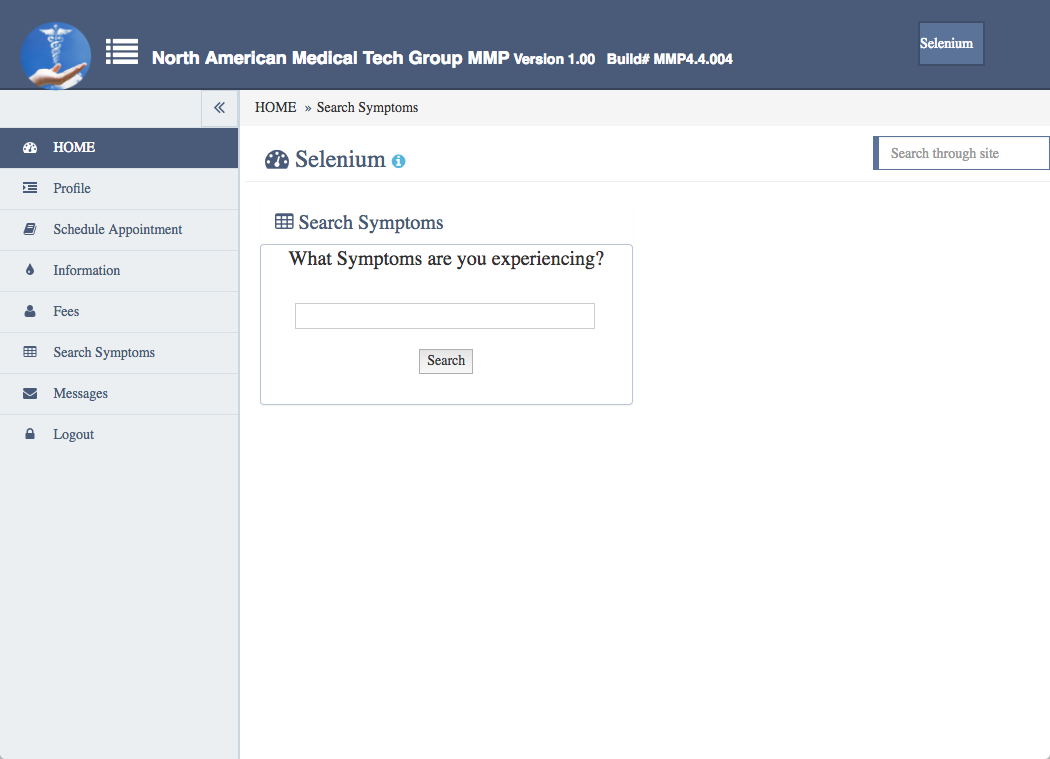 North American Medical Tech Group MMP Version 1.00 Build# MMP4.4.004
Selenium
HOME » Search Symptoms
HOME
Profile
Schedule Appointment
Information
Fees
Search Symptoms
Messages
Logout
Selenium
Search through site
Search Symptoms
What Symptoms are you experiencing?
Search